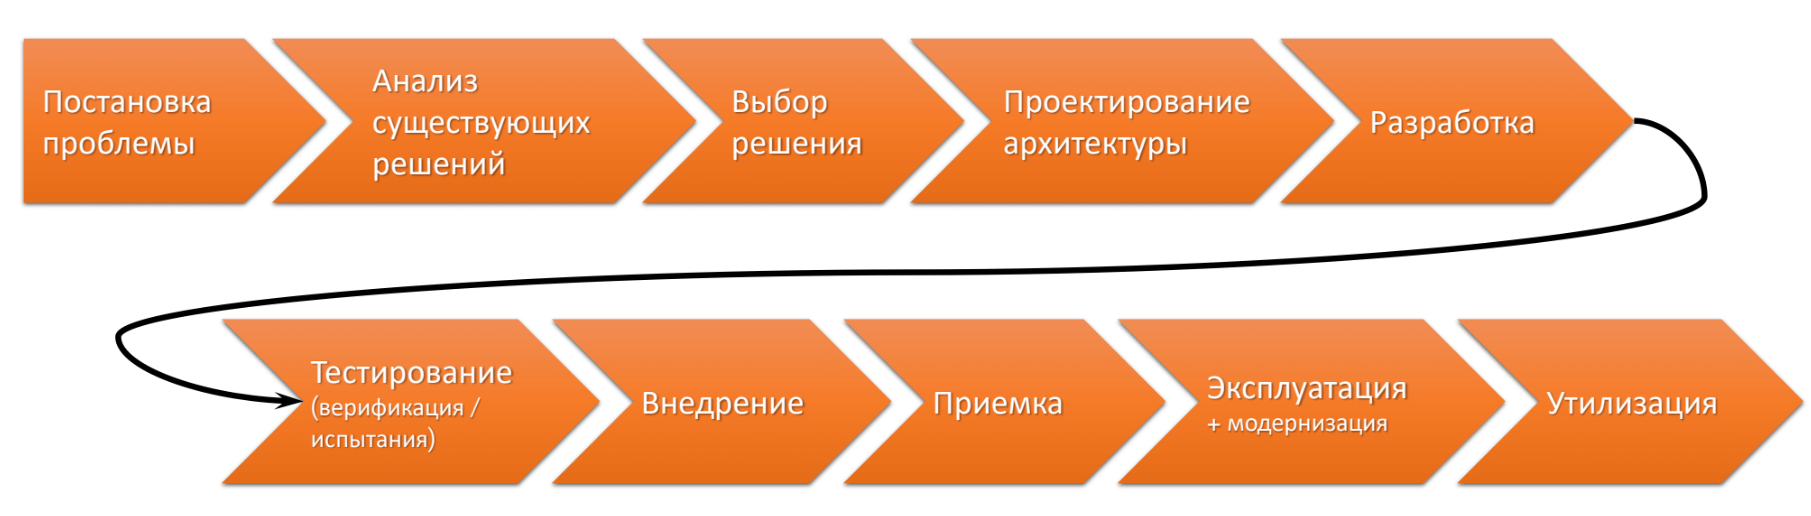 Постановка
проблемы
Анализ
существующих
решений
Выбор
решения
Проектирование
архитектуры
Разработка
Тестирование
(верификация /
испытания)
Внедрение
Приемка
Эксплуатация
+ модернизация
Утилизация